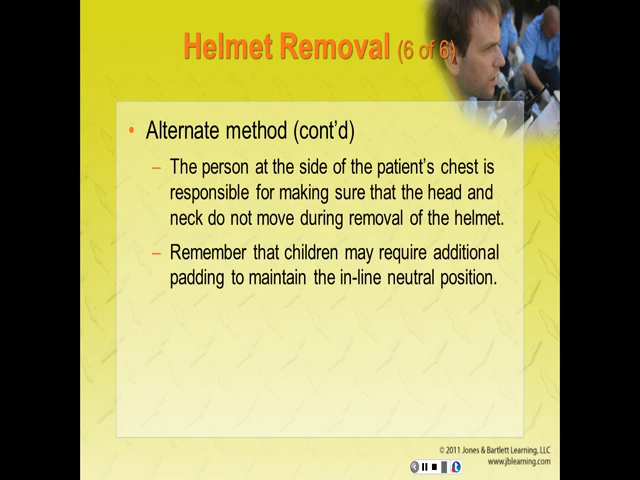 Helmet Removal (6 of 6)
• Alternate method (cont'd)
– The person at the side of the patient's chest is
responsible for making sure that the head and
neck do not move during removal of the helmet.
– Remember that children may require additional
padding to maintain the in-line neutral position.
© 2011 Jones & Bartlett Learning, LLC
www.jblearning.com